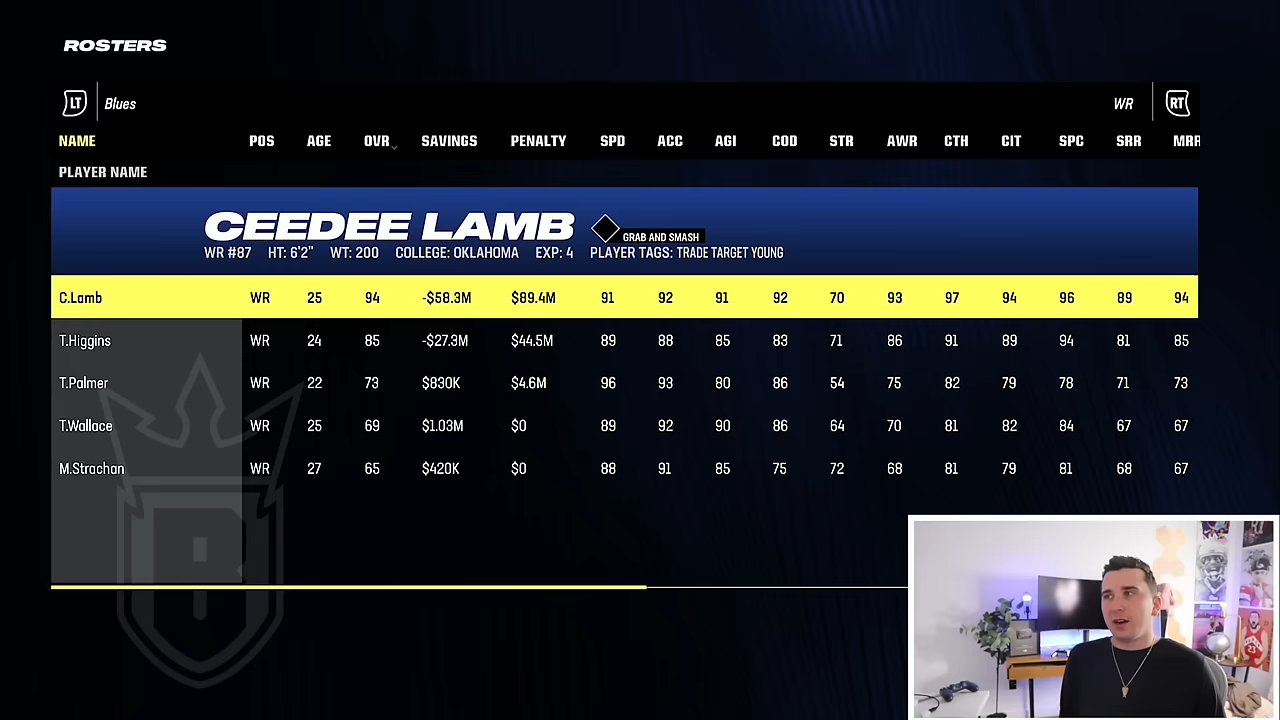 ROSTERS
LT Blues WR RT
NAME POS AGE OVR SAVINGS PENALTY SPD ACC AGI COD STR AWR CTH CIT SPC SRR MRR
PLAYER NAME
CEEDEE LAMB GRAB AND SMASH
WR #87 HT: 6'2" WT: 200 COLLEGE: OKLAHOMA EXP: 4 PLAYER TAGS: TRADE TARGET YOUNG
C.Lamb WR 25 94 -$58.3M $89.4M 91 92 91 92 70 93 97 94 96 89 94
T.Higgins WR 24 85 -$27.3M $44.5M 89 88 85 83 71 86 91 89 94 81 85
T.Palmer WR 22 73 $830K $4.6M 96 93 80 86 54 75 82 79 78 71 73
T.Wallace WR 25 69 $1.03M $0 89 92 90 86 64 70 81 82 84 67 67
M.Strachan WR 27 65 $420K $0 88 91 85 75 72 68 81 79 81 68 67
B
23